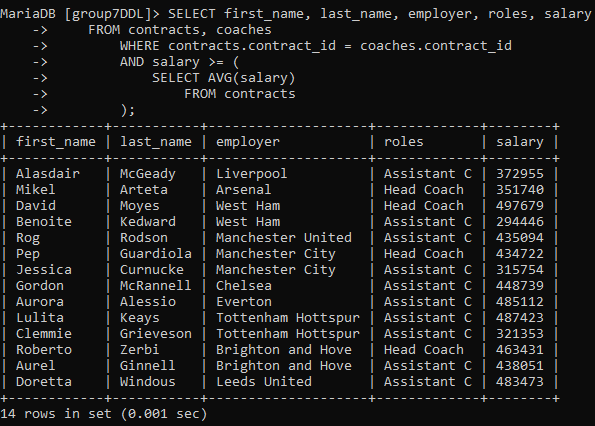 MariaDB [group7DDL]> SELECT first_name, last_name, employer, roles, salary
    ->     FROM contracts, coaches
    ->         WHERE contracts.contract_id = coaches.contract_id
    ->         AND salary >= (
    ->             SELECT AVG(salary)
    ->                 FROM contracts
    ->         );
+------------+-----------+--------------------+-------------+--------+
| first_name | last_name | employer           | roles       | salary |
+------------+-----------+--------------------+-------------+--------+
| Alasdair   | McGeady   | Liverpool          | Assistant C | 372955 |
| Mikel      | Arteta    | Arsenal            | Head Coach  | 351740 |
| David      | Moyes     | West Ham           | Head Coach  | 497679 |
| Benoite    | Kedward   | West Ham           | Assistant C | 294446 |
| Rog        | Rodson    | Manchester United  | Assistant C | 435094 |
| Pep        | Guardiola | Manchester City    | Head Coach  | 434722 |
| Jessica    | Curnucke  | Manchester City    | Assistant C | 315754 |
| Gordon     | McRannell | Chelsea            | Assistant C | 448739 |
| Aurora     | Alessio   | Everton            | Assistant C | 485112 |
| Lulita     | Keays     | Tottenham Hottspur | Assistant C | 487423 |
| Clemmie    | Grieveson | Tottenham Hottspur | Assistant C | 321353 |
| Roberto    | Zerbi     | Brighton and Hove  | Head Coach  | 463431 |
| Aurel      | Ginnell   | Brighton and Hove  | Assistant C | 438051 |
| Doretta    | Windous   | Leeds United       | Assistant C | 483473 |
+------------+-----------+--------------------+-------------+--------+
14 rows in set (0.001 sec)